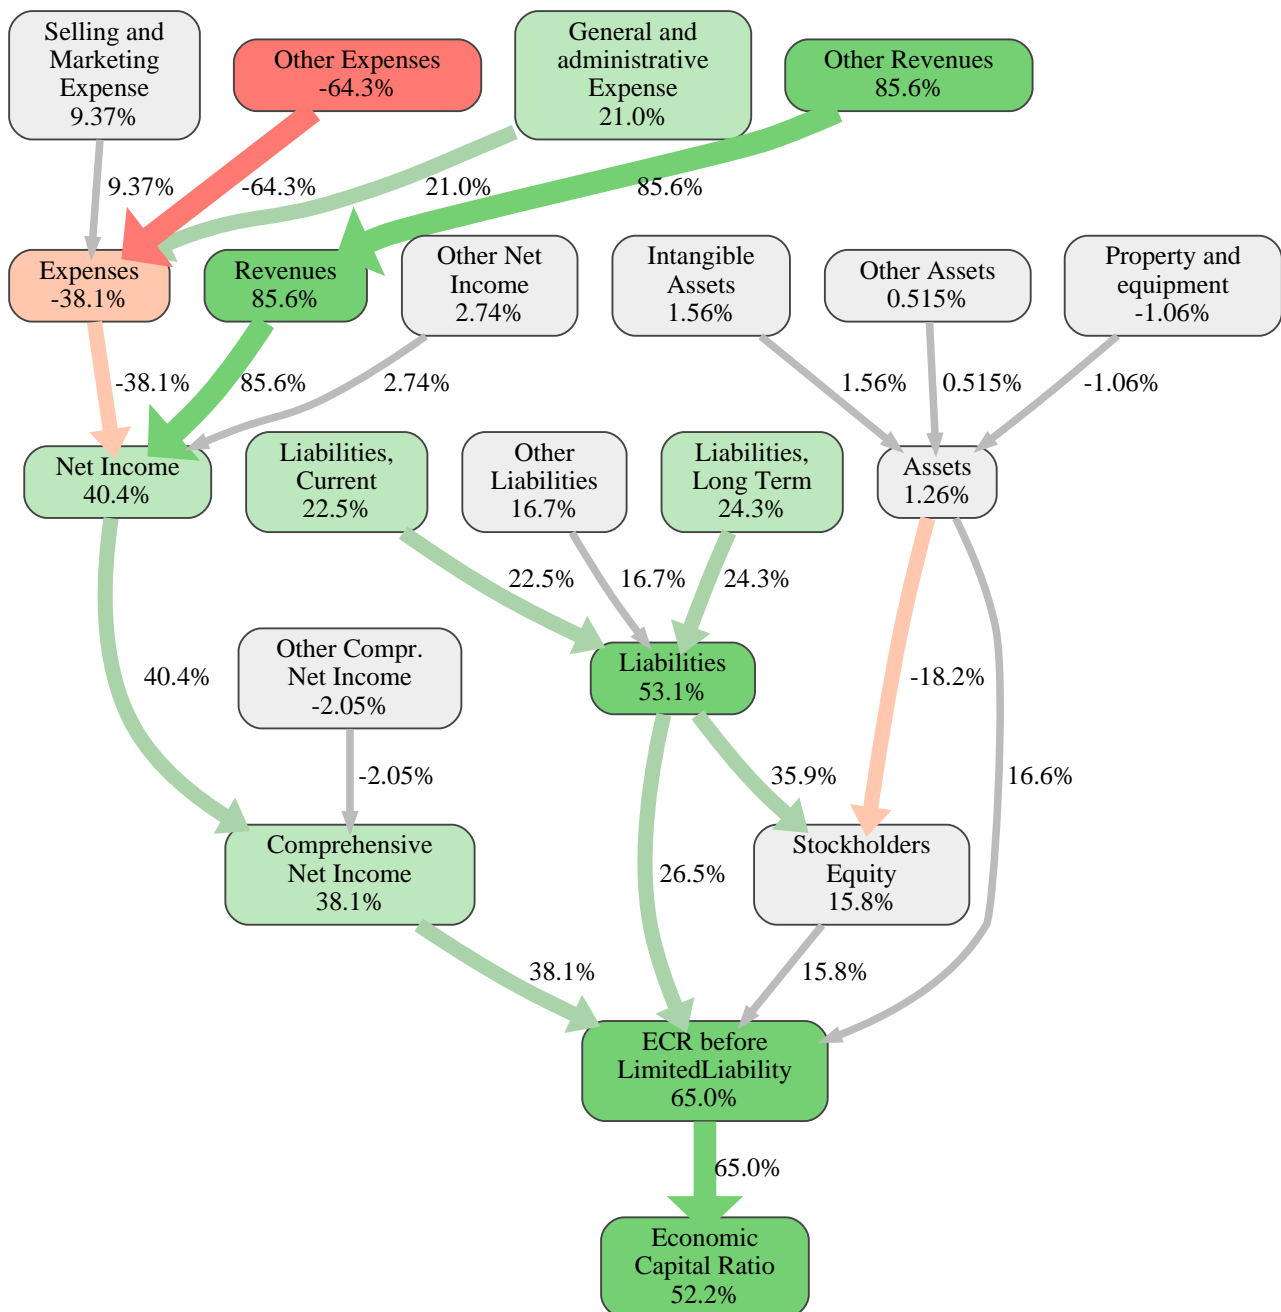 Selling and
Marketing
Expense
9.37%
Other Expenses
-64.3%
General and
administrative
Expense
21.0%
Other Revenues
85.6%
9.37%
-64.3%
21.0%
85.6%
Expenses
-38.1%
Revenues
85.6%
Other Net
Income
2.74%
Intangible
Assets
1.56%
Other Assets
0.515%
Property and
equipment
-1.06%
-38.1%
85.6%
2.74%
1.56%
0.515%
-1.06%
Net Income
40.4%
Liabilities,
Current
22.5%
Other
Liabilities
16.7%
Liabilities,
Long Term
24.3%
Assets
1.26%
22.5%
16.7%
24.3%
40.4%
Other Compr.
Net Income
-2.05%
Liabilities
53.1%
-18.2%
-2.05%
35.9%
16.6%
Comprehensive
Net Income
38.1%
26.5%
Stockholders
Equity
15.8%
38.1%
15.8%
ECR before
LimitedLiability
65.0%
65.0%
Economic
Capital Ratio
52.2%